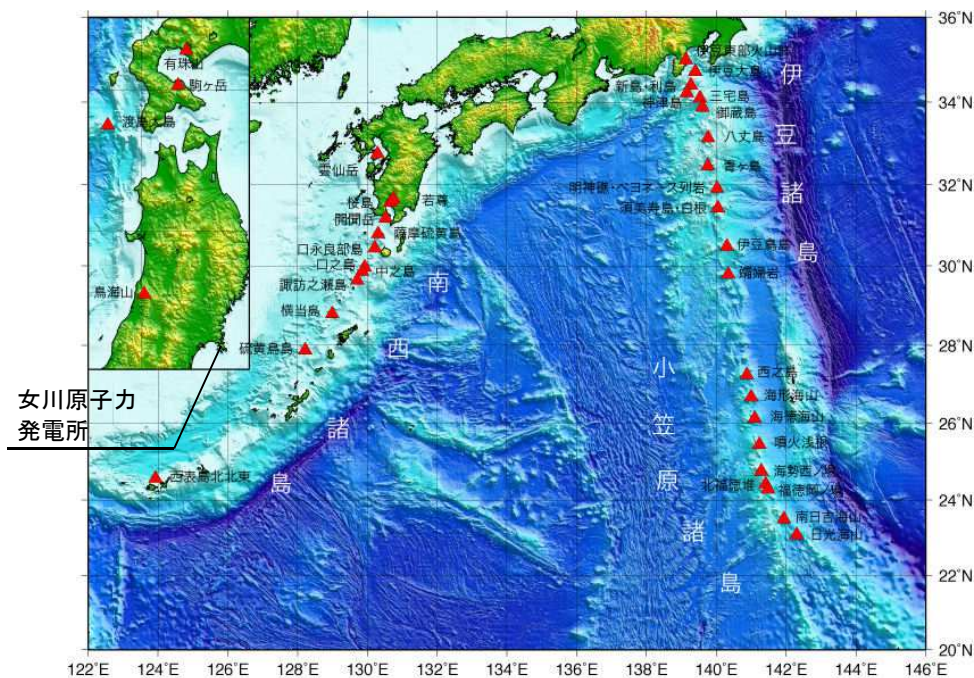 有珠山
駒ヶ岳
渡島大島
鳥海山
女川原子力
発電所
伊豆東部火山群
伊豆大島
新島・利島
神津島
三宅島
御蔵島
八丈島
青ヶ島
明神礁・ベヨネース列岩
須美寿島・白根
伊豆鳥島
孀婦岩
伊
豆
諸
島
雲仙岳
桜島
若尊
開聞岳
薩摩硫黄島
口永良部島
口之島
中之島
諏訪之瀬島
横当島
硫黄鳥島
西表島北北東
南
西
諸
島
西之島
海形海山
海徳海山
噴火浅根
海勢西ノ場
北福徳堆
福徳岡ノ場
南日吉海山
日光海山
小
笠
原
諸
島
36°N
34°N
32°N
30°N
28°N
26°N
24°N
22°N
20°N
122°E 124°E 126°E 128°E 130°E 132°E 134°E 136°E 138°E 140°E 142°E 144°E 146°E